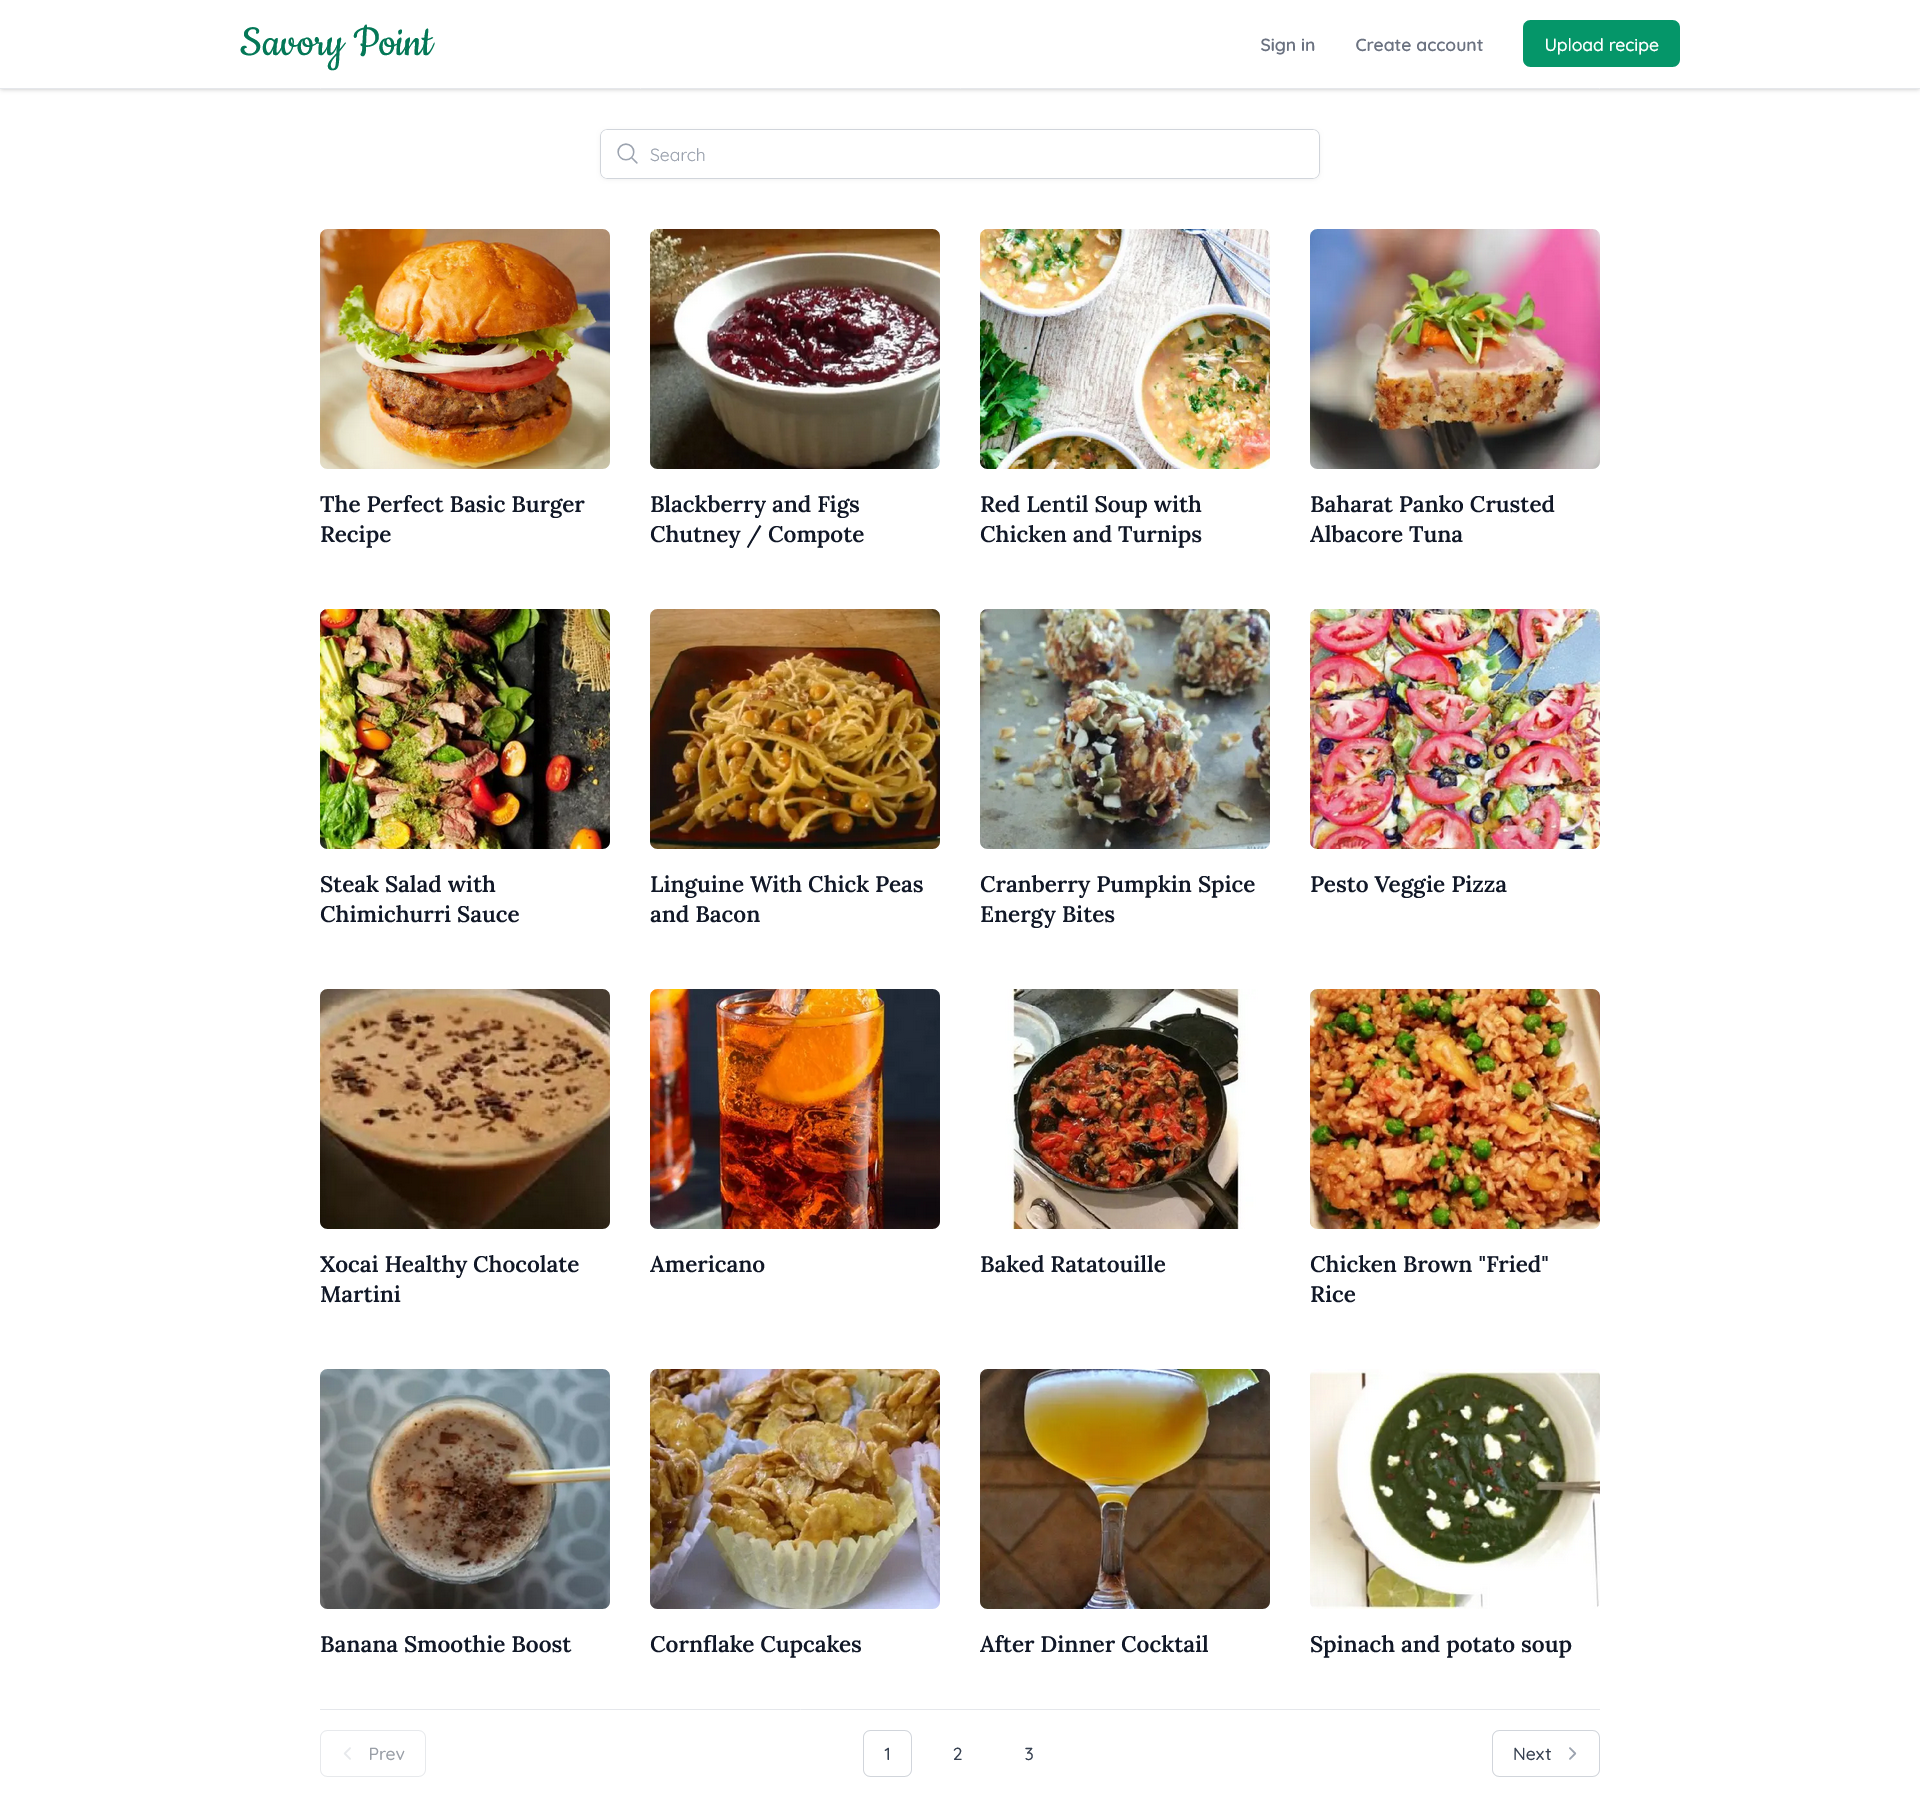 Savory Point
Sign in
Create account
Upload recipe
Search
The Perfect Basic Burger
Recipe
Blackberry and Figs
Chutney / Compote
Red Lentil Soup with
Chicken and Turnips
Baharat Panko Crusted
Albacore Tuna
Steak Salad with
Chimichurri Sauce
Linguine With Chick Peas
and Bacon
Cranberry Pumpkin Spice
Energy Bites
Pesto Veggie Pizza
Xocai Healthy Chocolate
Martini
Americano
Baked Ratatouille
Chicken Brown "Fried"
Rice
Banana Smoothie Boost
Cornflake Cupcakes
After Dinner Cocktail
Spinach and potato soup
Prev
1
2
3
Next